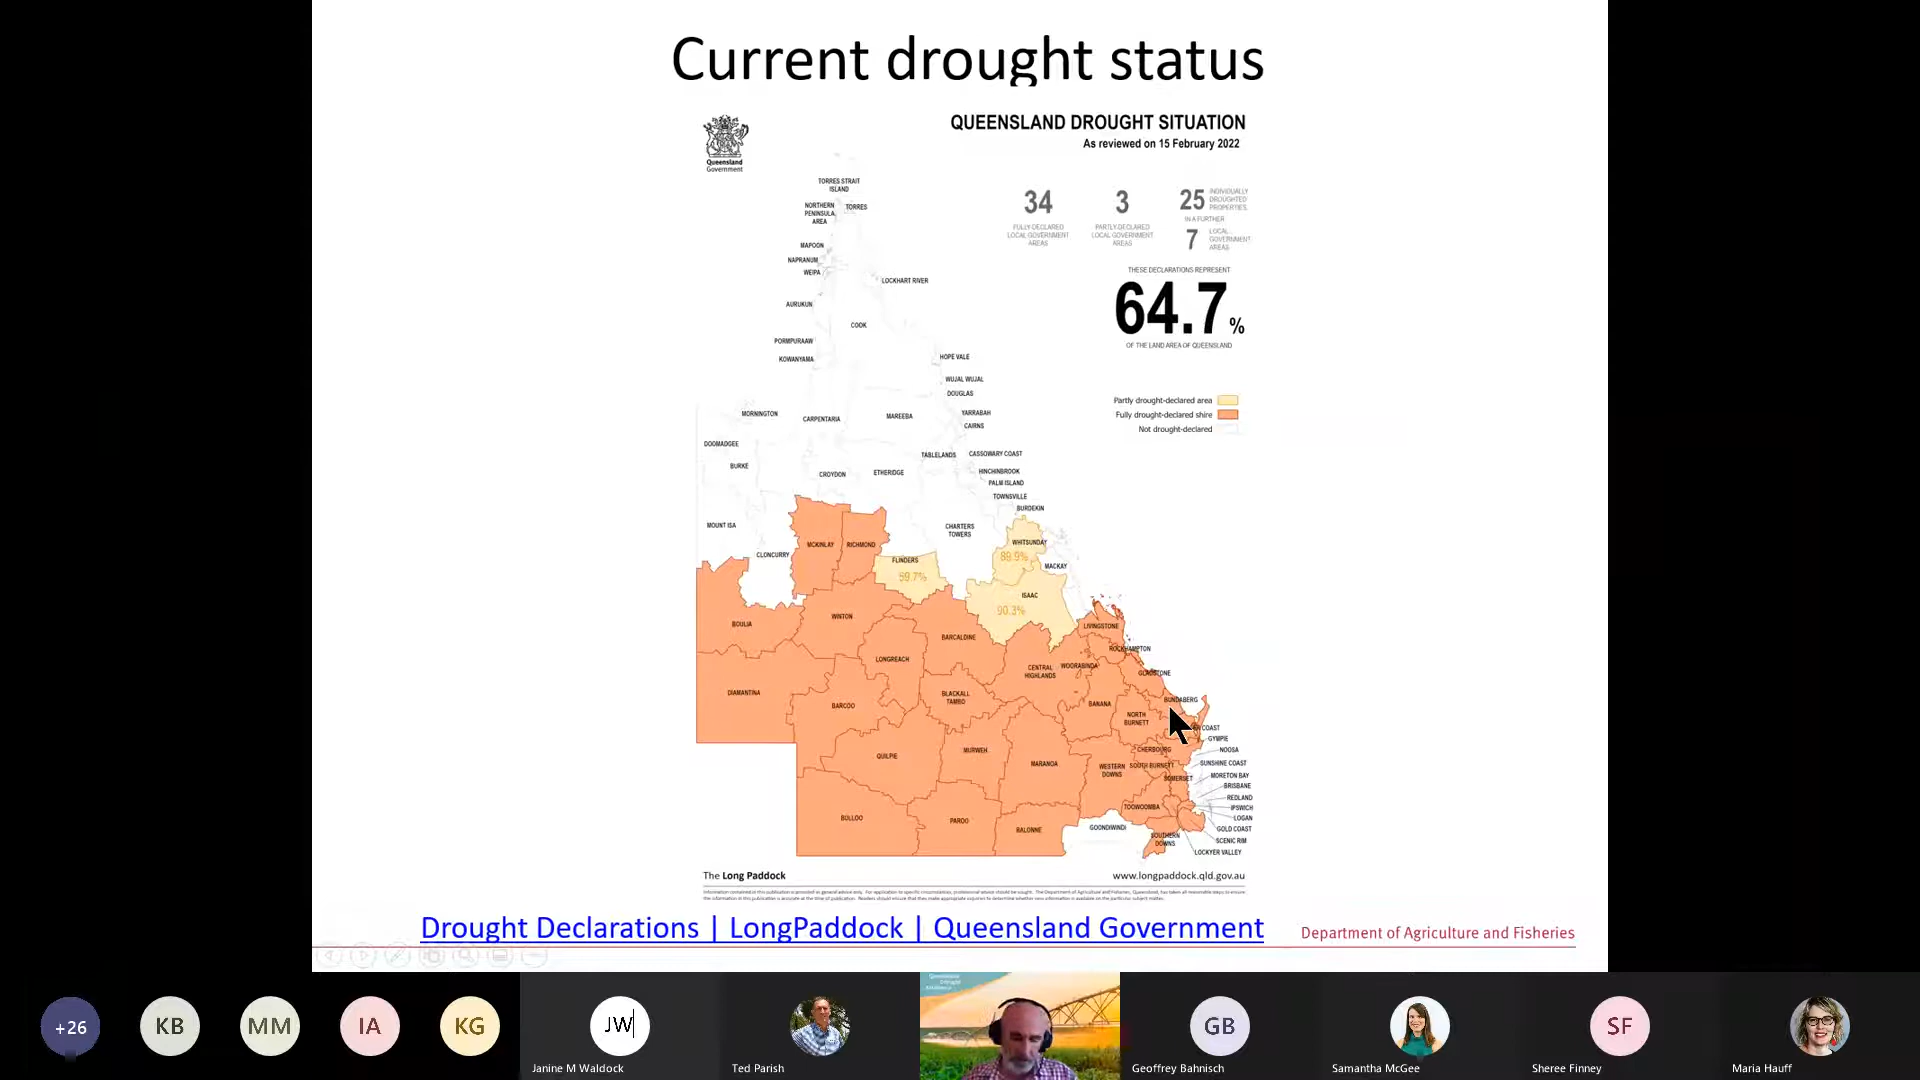 Current drought status
Queensland
Government
QUEENSLAND DROUGHT SITUATION
As reviewed on 15 February 2022
34
FULLY-DECLARED
LOCAL GOVERNMENT
AREAS
3
PARTLY-DECLARED
LOCAL GOVERNMENT
AREAS
25
INDIVIDUALLY
DROUGHTED
PROPERTIES
IN A FURTHER
7
LOCAL
GOVERNMENT
AREAS
THESE DECLARATIONS REPRESENT
64.7%
OF THE LAND AREA OF QUEENSLAND
Partly drought-declared area
Fully drought-declared shire
Not drought-declared
TORRES STRAIT
ISLAND
NORTHERN
PENINSULA
AREA
TORRES
MAPOON
NAPRANUM
WEIPA
LOCKHART RIVER
AURUKUN
COOK
PORMPURAAW
KOWANYAMA
HOPE VALE
WUJAL WUJAL
DOUGLAS
MORNINGTON
CARPENTARIA
MAREEBA
YARRABAH
CAIRNS
DOOMADGEE
BURKE
CROYDON
ETHERIDGE
TABLELANDS
CASSOWARY COAST
HINCHINBROOK
PALM ISLAND
TOWNSVILLE
BURDEKIN
MOUNT ISA
CLONCURRY
MCKINLAY
RICHMOND
FLINDERS
59.7%
CHARTERS
TOWERS
WHITSUNDAY
89.9%
MACKAY
ISAAC
90.3%
BOULIA
WINTON
BARCALDINE
LIVINGSTONE
ROCKHAMPTON
LONGREACH
CENTRAL
HIGHLANDS
WOORABINDA
GLADSTONE
DIAMANTINA
BARCOO
BLACKALL
TAMBO
BANANA
NORTH
BURNETT
BUNDABERG
COAST
GYMPIE
QUILPIE
MURWEH
MARANOA
WESTERN
DOWNS
CHERBOURG
SOUTH BURNETT
SOMERSET
NOOSA
SUNSHINE COAST
MORETON BAY
BRISBANE
REDLAND
IPSWICH
LOGAN
GOLD COAST
SCENIC RIM
LOCKYER VALLEY
BULLOO
PAROO
BALONNE
GOONDIWINDI
TOOWOOMBA
SOUTHERN
DOWNS
The Long Paddock
www.longpaddock.qld.gov.au
Drought Declarations | LongPaddock | Queensland Government
Department of Agriculture and Fisheries
+26
KB
MM
IA
KG
JW
GB
SF
Janine M Waldock
Ted Parish
Geoffrey Bahnisch
Samantha McGee
Sheree Finney
Maria Hauff